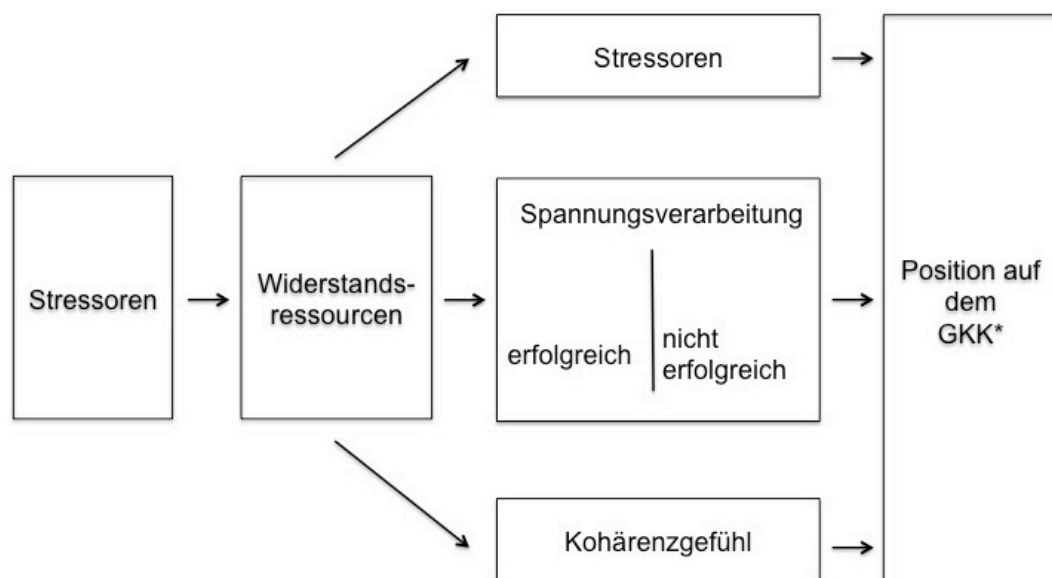 Stressoren
Stressoren
Widerstands-
ressourcen
Spannungsverarbeitung
erfolgreich
nicht
erfolgreich
Kohärenzgefühl
Position auf
dem
GKK*